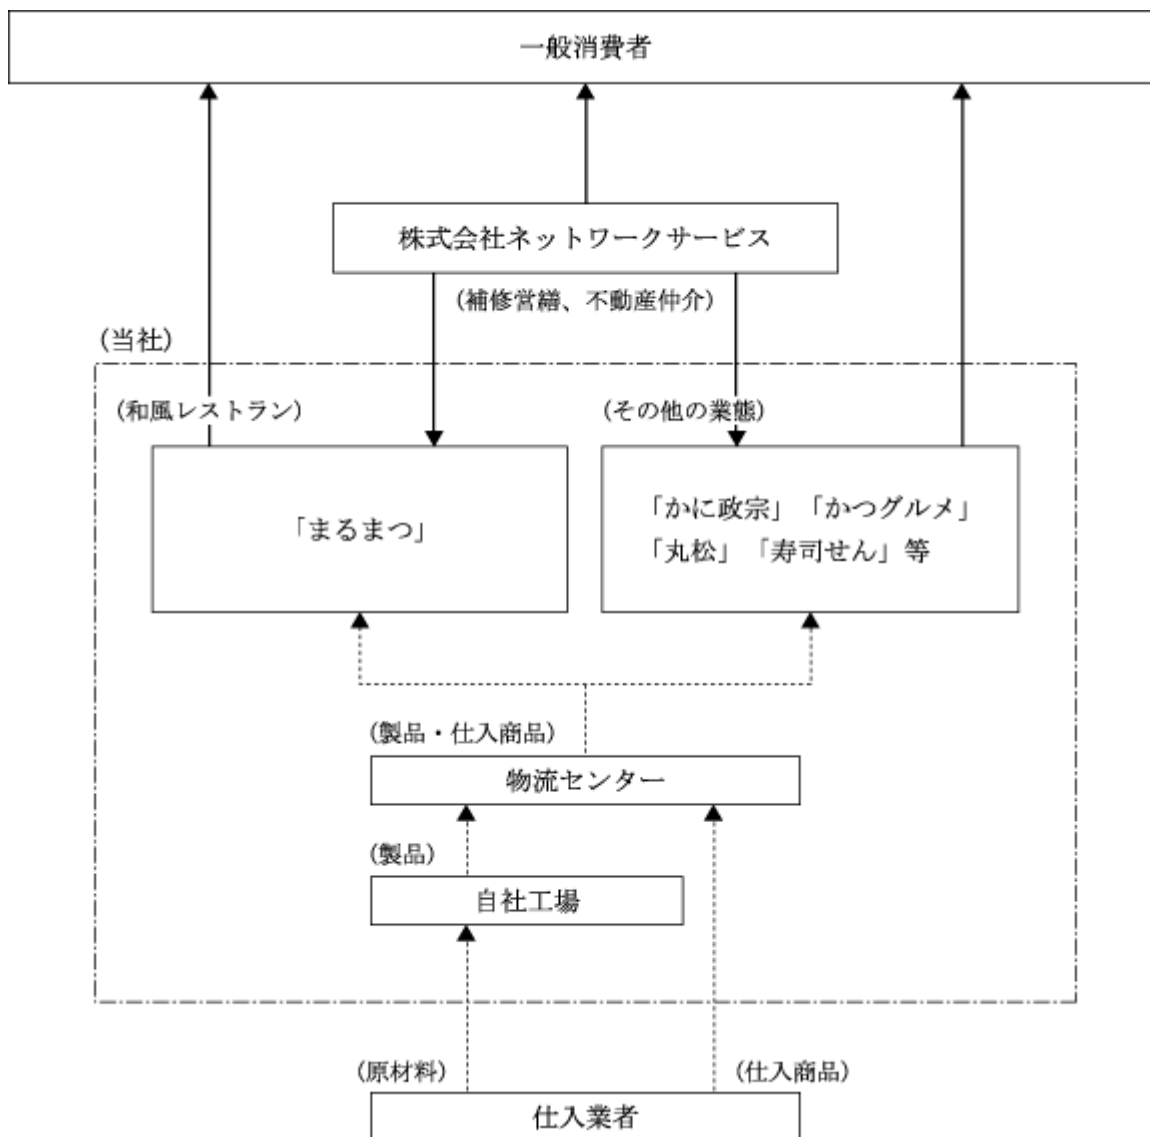 一般消費者
株式会社ネットワークサービス
(補修営繕、不動産仲介)
(当社)
(和風レストラン)
(その他の業態)
「まるまつ」
「かに政宗」「かつグルメ」
「丸松」「寿司せん」等
(製品・仕入商品)
物流センター
(製品)
自社工場
(原材料)
(仕入商品)
仕入業者